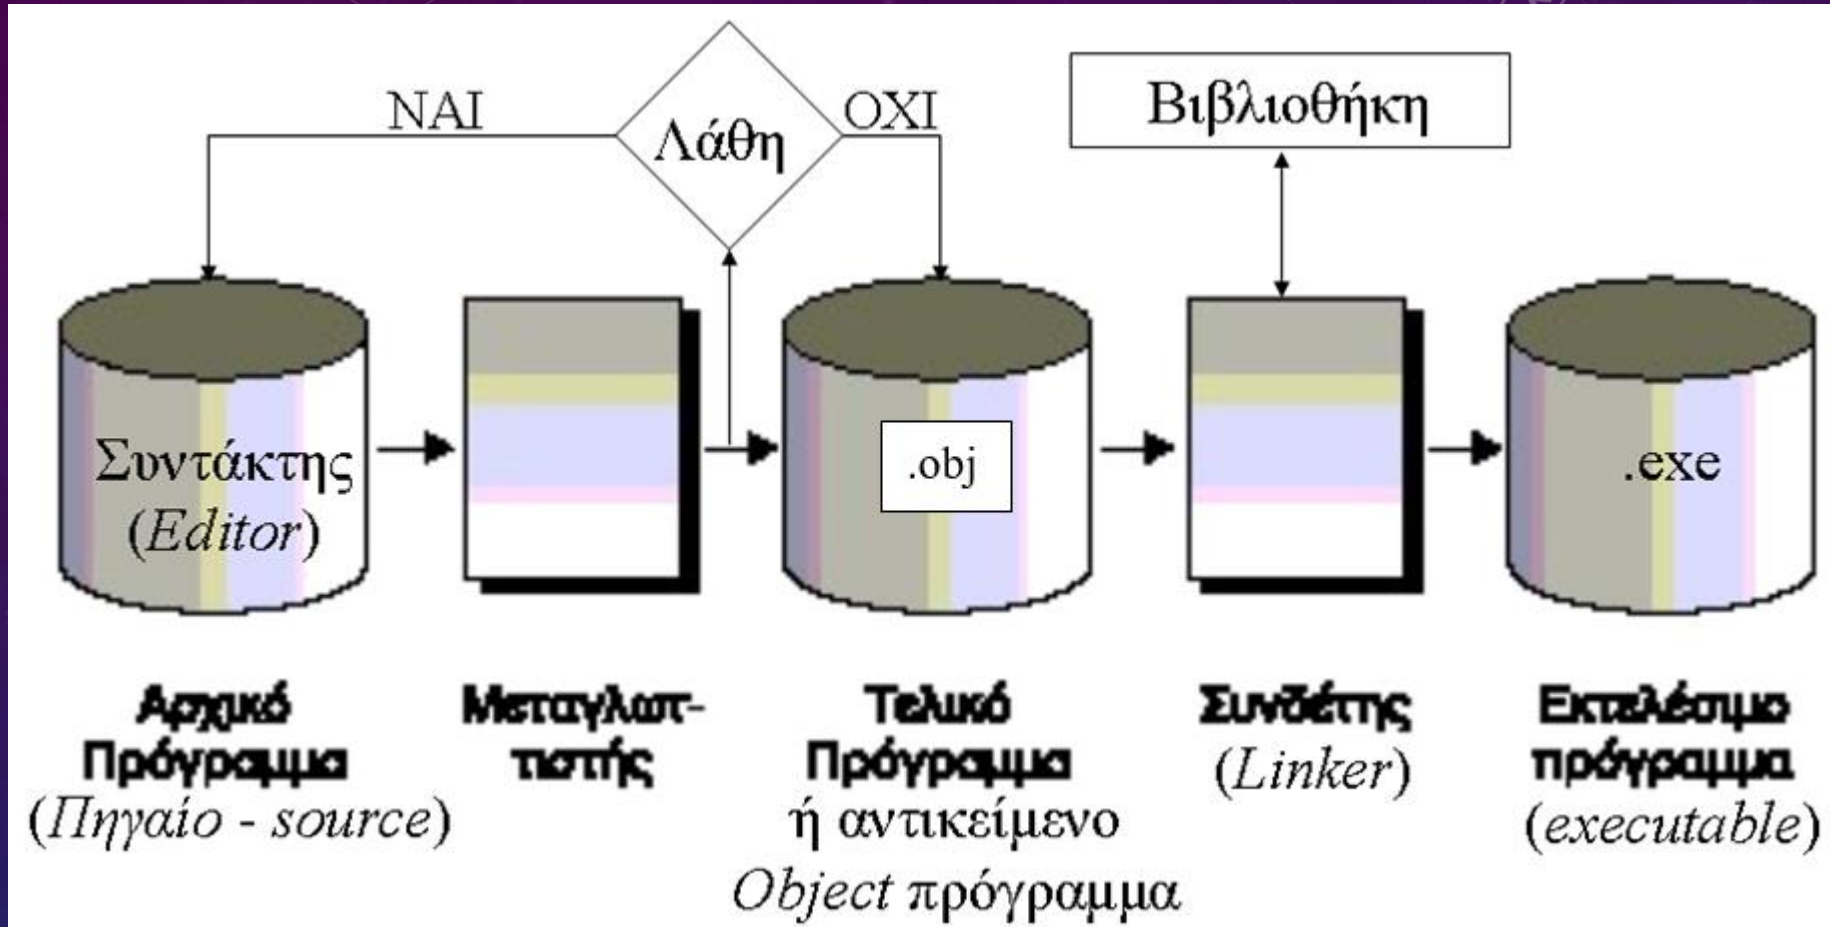 ΝΑΙ
Λάθη
ΟΧΙ
Βιβλιοθήκη
Συντάκτης
(Editor)
.obj
.exe
Αρχικό
Πρόγραμμα
(Πηγαίο - source)
Μεταγλωτ-
τιστής
Τελικό
Πρόγραμμα
ή αντικείμενο
Object πρόγραμμα
Συνδέτης
(Linker)
Εκτελέσιμο
πρόγραμμα
(executable)